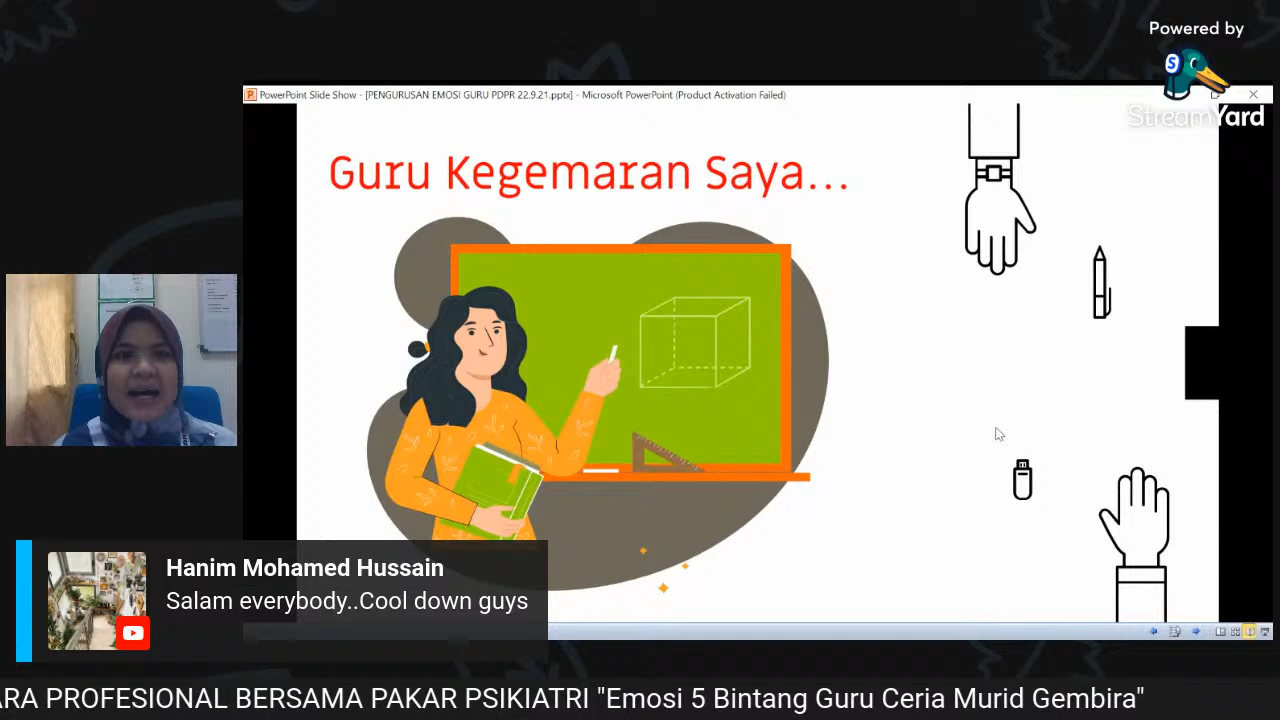 Powered by
StreamYard
PowerPoint Slide Show - [PENGURUSAN EMOSI GURU PDPR 22.9.21.pptx] - Microsoft PowerPoint (Product Activation Failed)
Guru Kegemaran Saya...
Hanim Mohamed Hussain
Salam everybody..Cool down guys
ARA PROFESIONAL BERSAMA PAKAR PSIKIATRI "Emosi 5 Bintang Guru Ceria Murid Gembira"